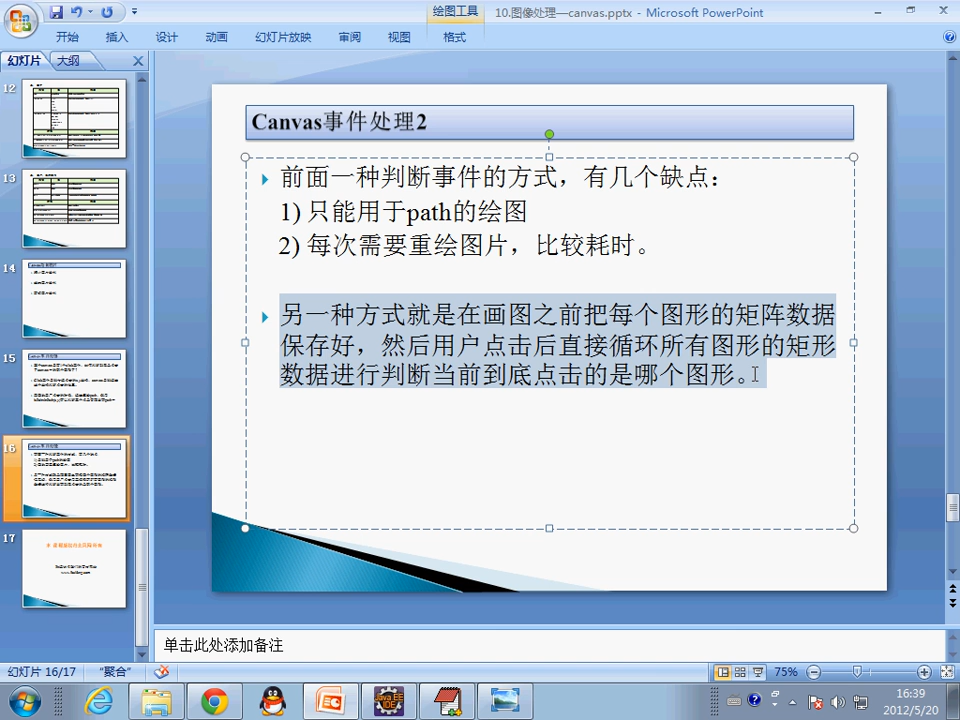 绘图工具
10.图像处理—canvas.pptx - Microsoft PowerPoint
开始 插入 设计 动画 幻灯片放映 审阅 视图 格式
幻灯片 大纲
12
13
14
15
16
17
Canvas事件处理2
前面一种判断事件的方式，有几个缺点：
1) 只能用于path的绘图
2) 每次需要重绘图片，比较耗时。
另一种方式就是在画图之前把每个图形的矩阵数据
保存好，然后用户点击后直接循环所有图形的矩形
数据进行判断当前到底点击的是哪个图形。
单击此处添加备注
幻灯片 16/17 “聚合” 75%
Java EE
IDE
16:39
2012/5/20